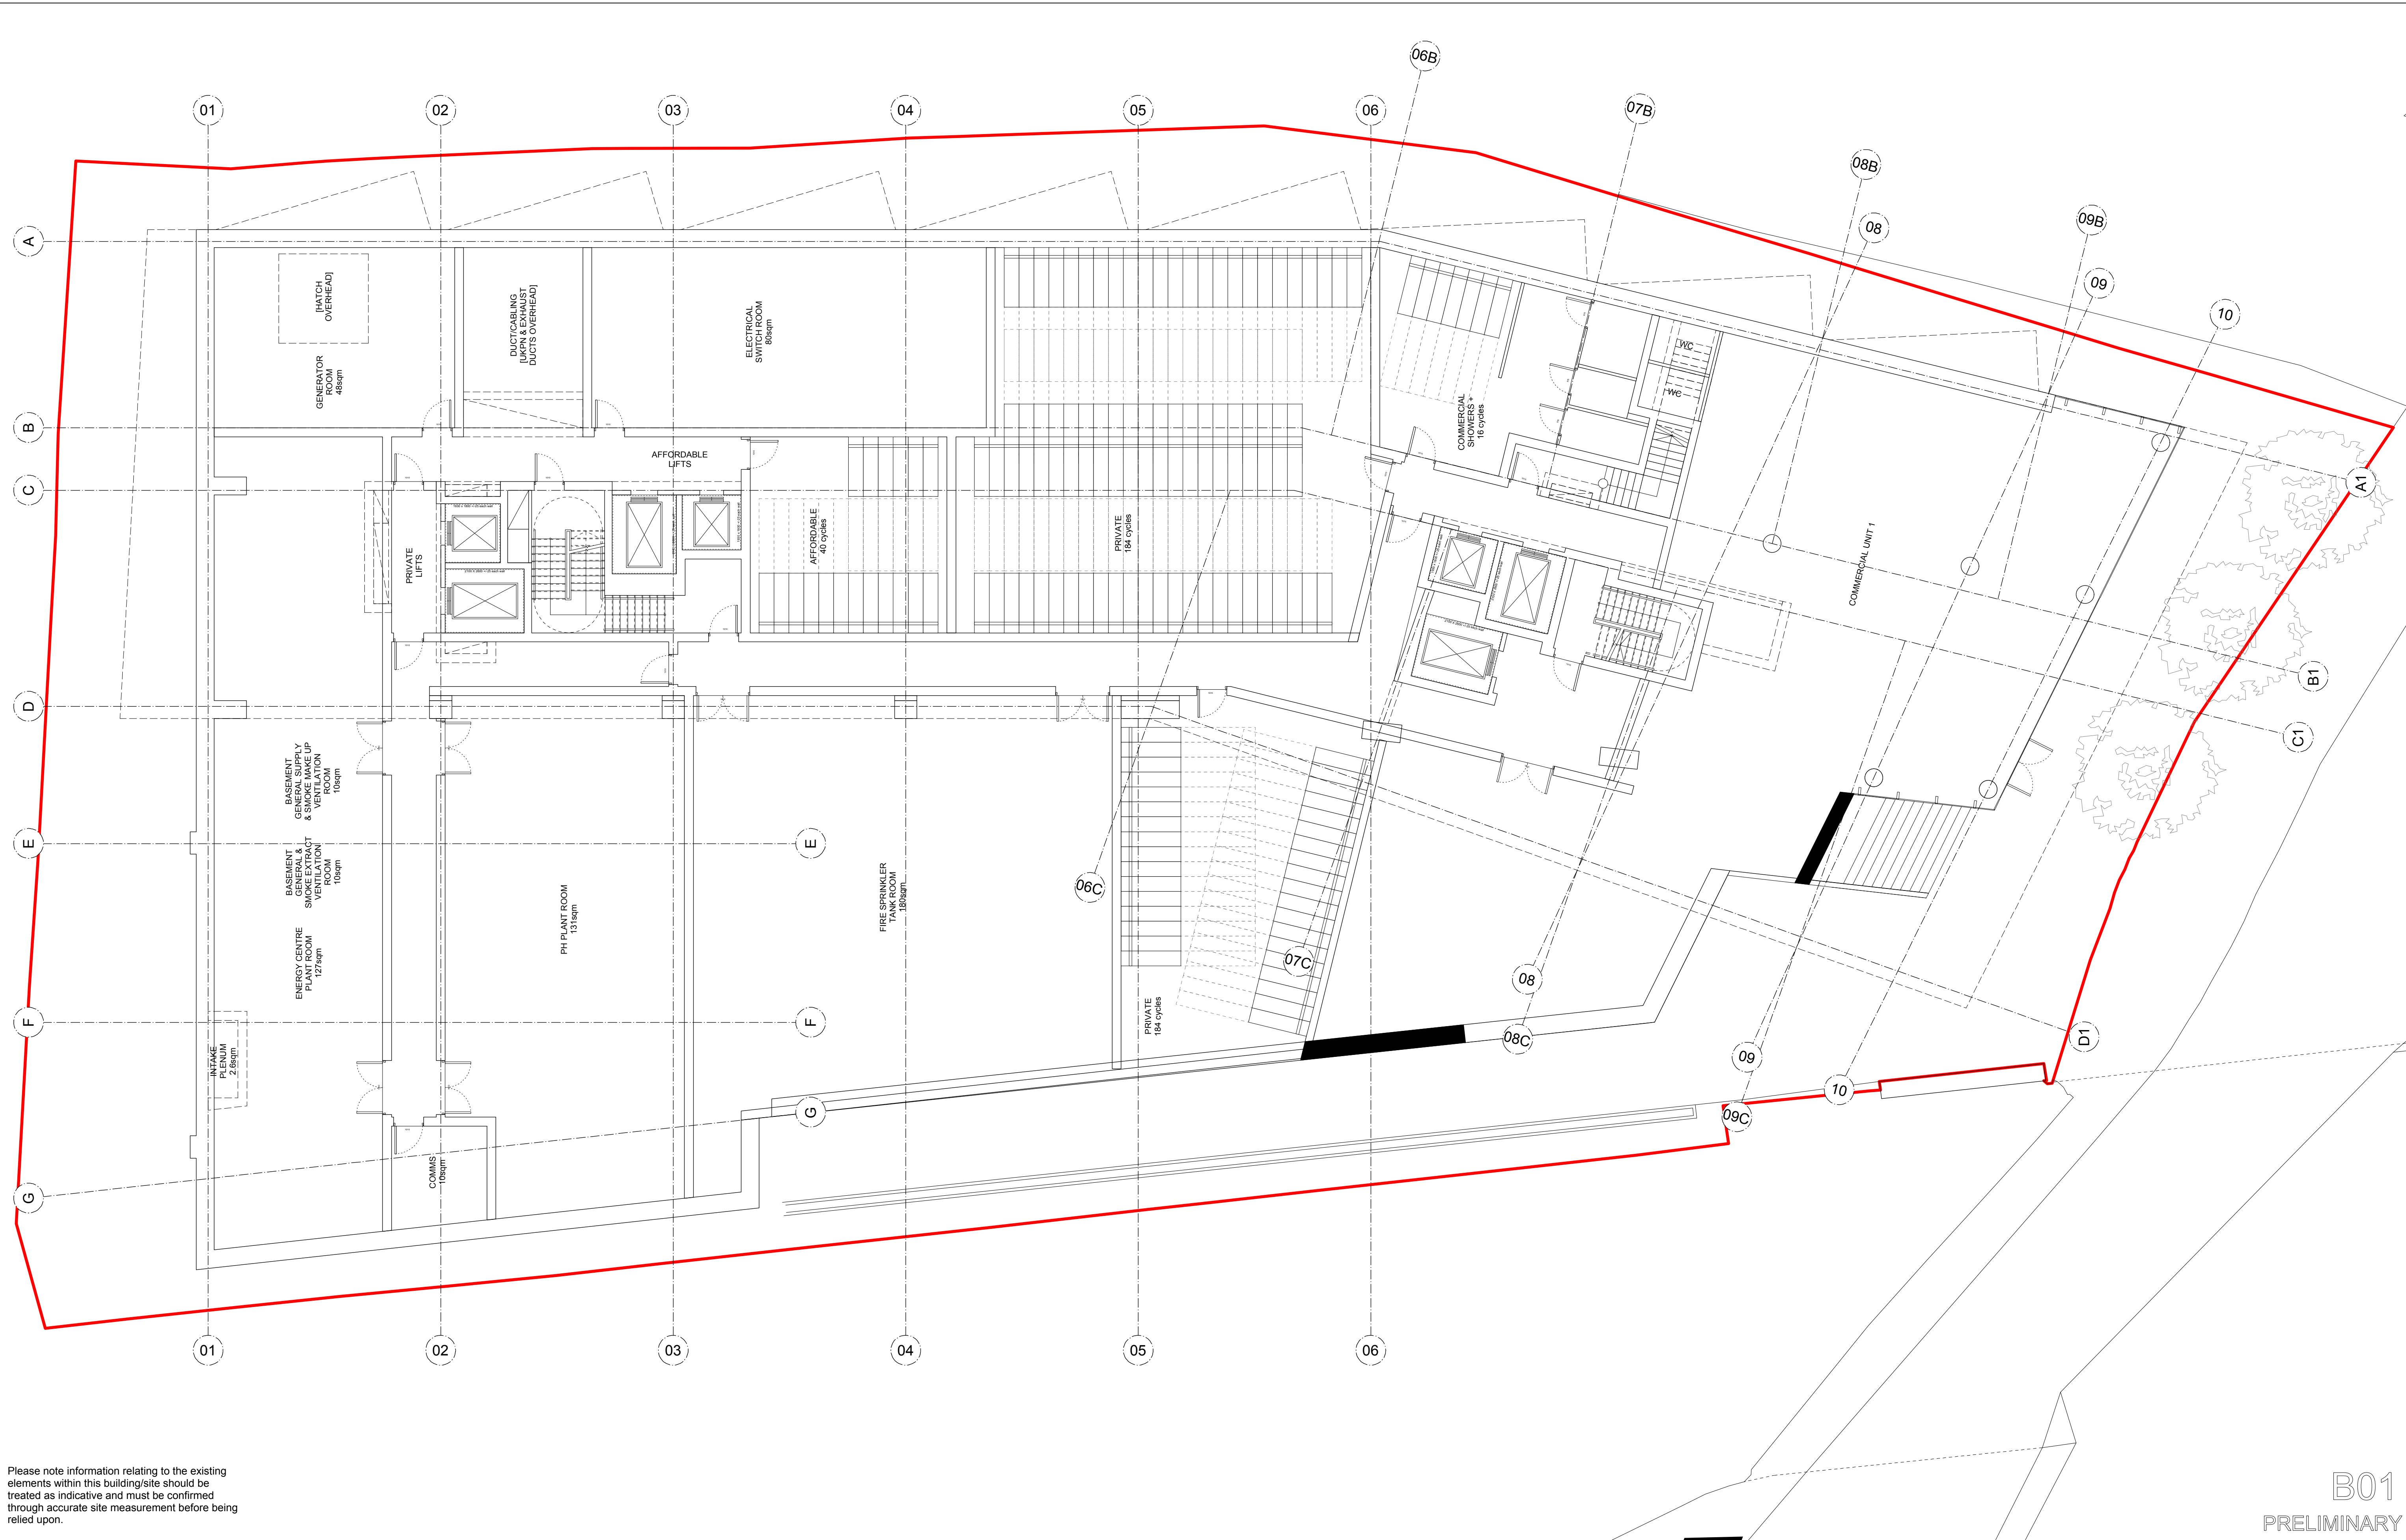 06B
01
02
03
04
05
06
07B
08B
08
09B
09
10
A
B
C
D
E
F
G
[HATCH
OVERHEAD]
GENERATOR
ROOM
48sqm
DUCT/CABLING
[UKPN & EXHAUST
DUCTS OVERHEAD]
ELECTRICAL
SWITCH ROOM
80sqm
AFFORDABLE
LIFTS
PRIVATE
LIFTS
AFFORDABLE
40 cycles
PRIVATE
184 cycles
COMMERCIAL
SHOWERS +
16 cycles
WC
WC
COMMERCIAL UNIT 1
A1
B1
C1
D1
BASEMENT
GENERAL SUPPLY
& SMOKE MAKE UP
VENTILATION
ROOM
10sqm
BASEMENT
GENERAL &
SMOKE EXTRACT
VENTILATION
ROOM
10sqm
ENERGY CENTRE
PLANT ROOM
127sqm
INTAKE
PLENUM
2.6sqm
COMMS
10sqm
PH PLANT ROOM
131sqm
FIRE SPRINKLER
TANK ROOM
180sqm
PRIVATE
184 cycles
E
F
G
06C
07C
08
08C
09
10
09C
01
02
03
04
05
06
Please note information relating to the existing
elements within this building/site should be
treated as indicative and must be confirmed
through accurate site measurement before being
relied upon.
B01
PRELIMINARY